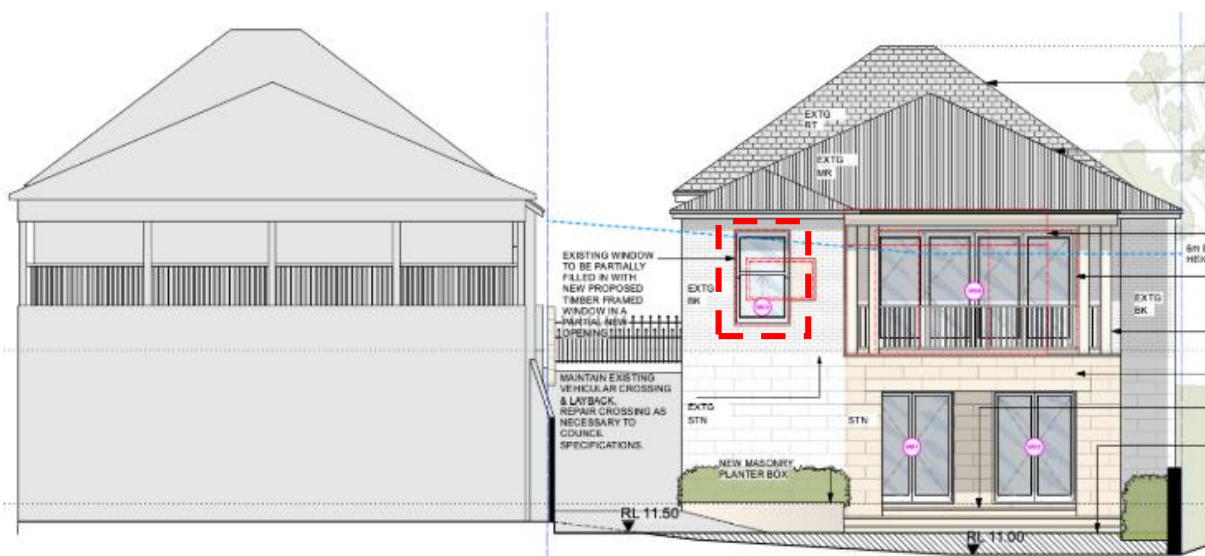 EXTG
RT
EXTG
MR
EXISTING WINDOW
TO BE PARTIALLY
FILLED IN WITH
NEW PROPOSED
TIMBER FRAMED
WINDOW IN A
PARTIAL NEW
OPENING
EXTG
BK
6m
EXTG
BK
MAINTAIN EXISTING
VEHICULAR CROSSING
& LAYBACK.
REPAIR CROSSING AS
NECESSARY TO
COUNCIL
SPECIFICATIONS.
EXTG
STN
STN
NEW MASONRY
PLANTER BOX
RL 11.50
RL 11.00